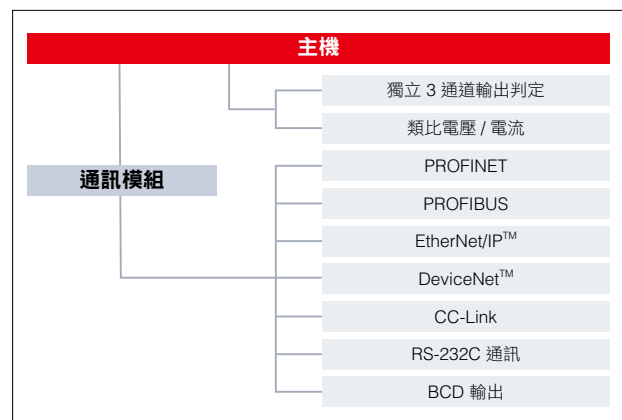 主機
獨立 3 通道輸出判定
類比電壓 / 電流
通訊模組
PROFINET
PROFIBUS
EtherNet/IP™
DeviceNet™
CC-Link
RS-232C 通訊
BCD 輸出